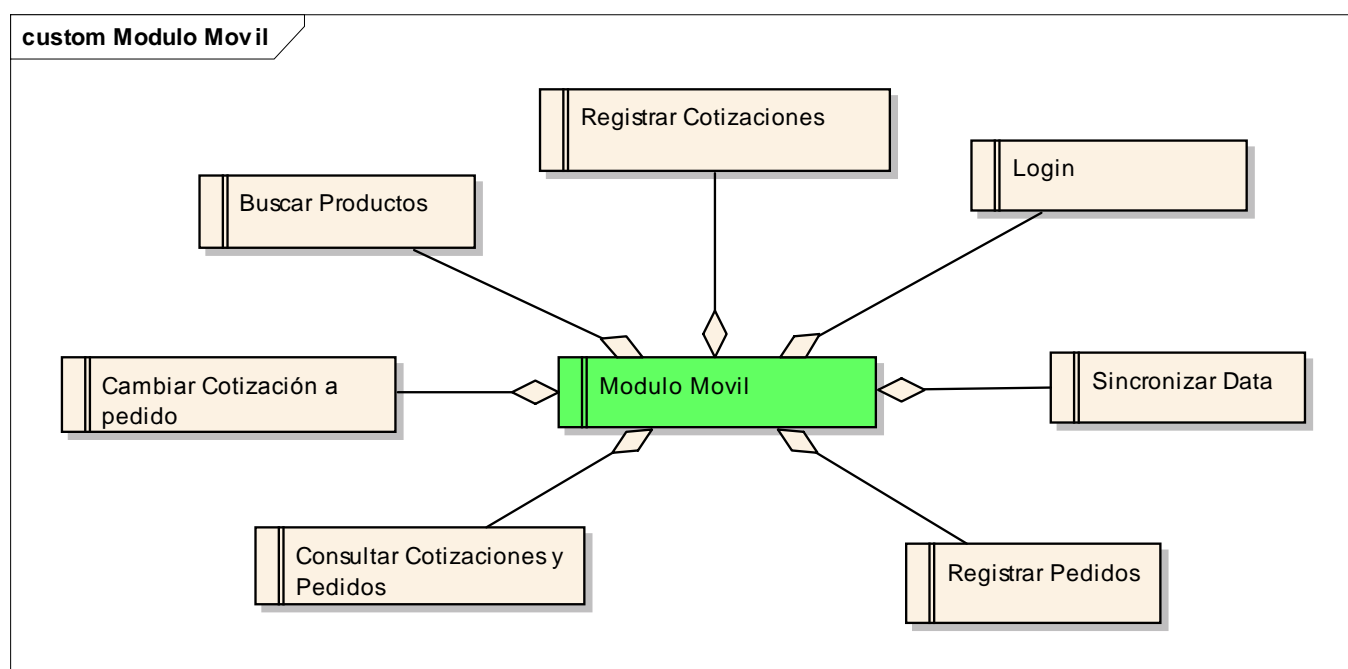 custom Modulo Movil
Registrar Cotizaciones
Login
Buscar Productos
Sincronizar Data
Cambiar Cotización a
pedido
Modulo Movil
Consultar Cotizaciones y
Pedidos
Registrar Pedidos